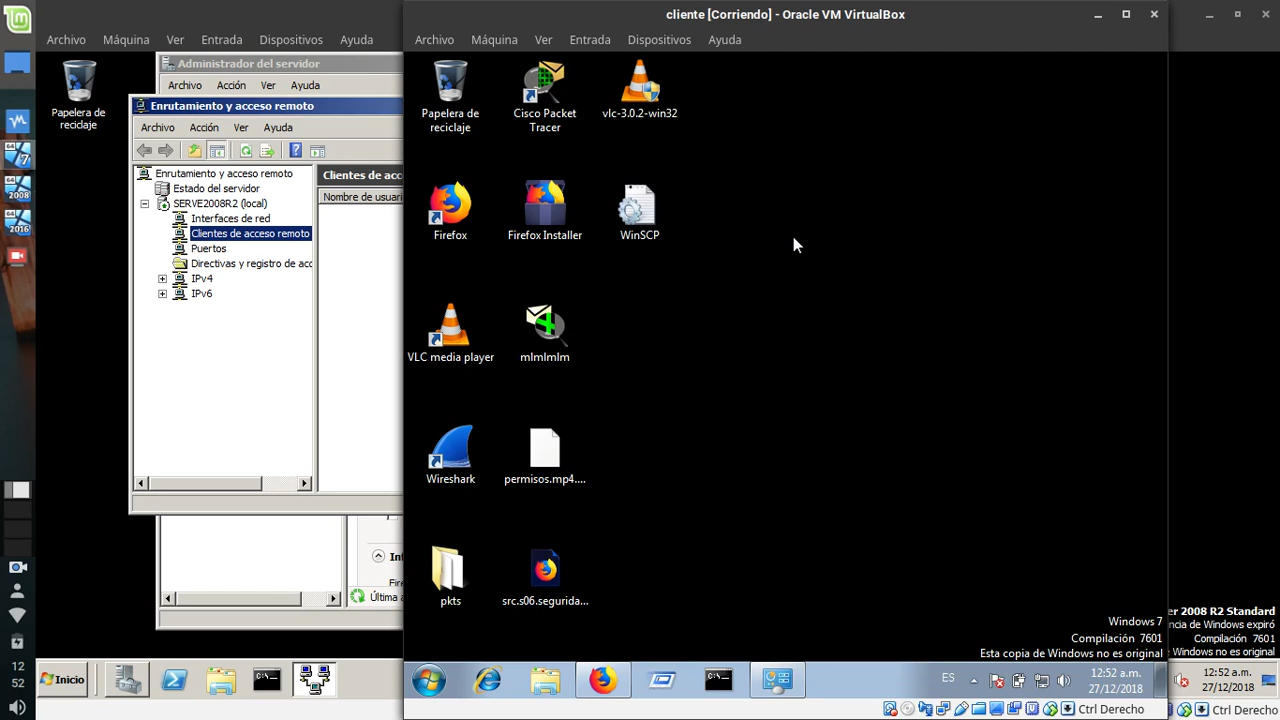 cliente [Corriendo] - Oracle VM VirtualBox
Archivo Máquina Ver Entrada Dispositivos Ayuda
Archivo Máquina Ver Entrada Dispositivos Ayuda
Administrador del servidor
Archivo Acción Ver Ayuda
Papelera de reciclaje
Enrutamiento y acceso remoto
Archivo Acción Ver Ayuda
Enrutamiento y acceso remoto
Estado del servidor
SERVE2008R2 (local)
Interfaces de red
Clientes de acceso remoto
Puertos
Directivas y registro de acc
IPv4
IPv6
Clientes de acc
Nombre de usuari
Última a
Inicio
Papelera de reciclaje
Cisco Packet Tracer
vlc-3.0.2-win32
Firefox
Firefox Installer
WinSCP
VLC media player
mlmlmlm
Wireshark
permisos.mp4....
pkts
src.s06.segurida...
Windows 7
Compilación 7601
Esta copia de Windows no es original
er 2008 R2 Standard
ncia de Windows expiró
Compilación 7601
no es original
ES
12:52 a.m.
27/12/2018
12:52 a.m.
27/12/2018
Ctrl Derecho
Ctrl Derecho
64
7
64
2008
64
2016
12
52